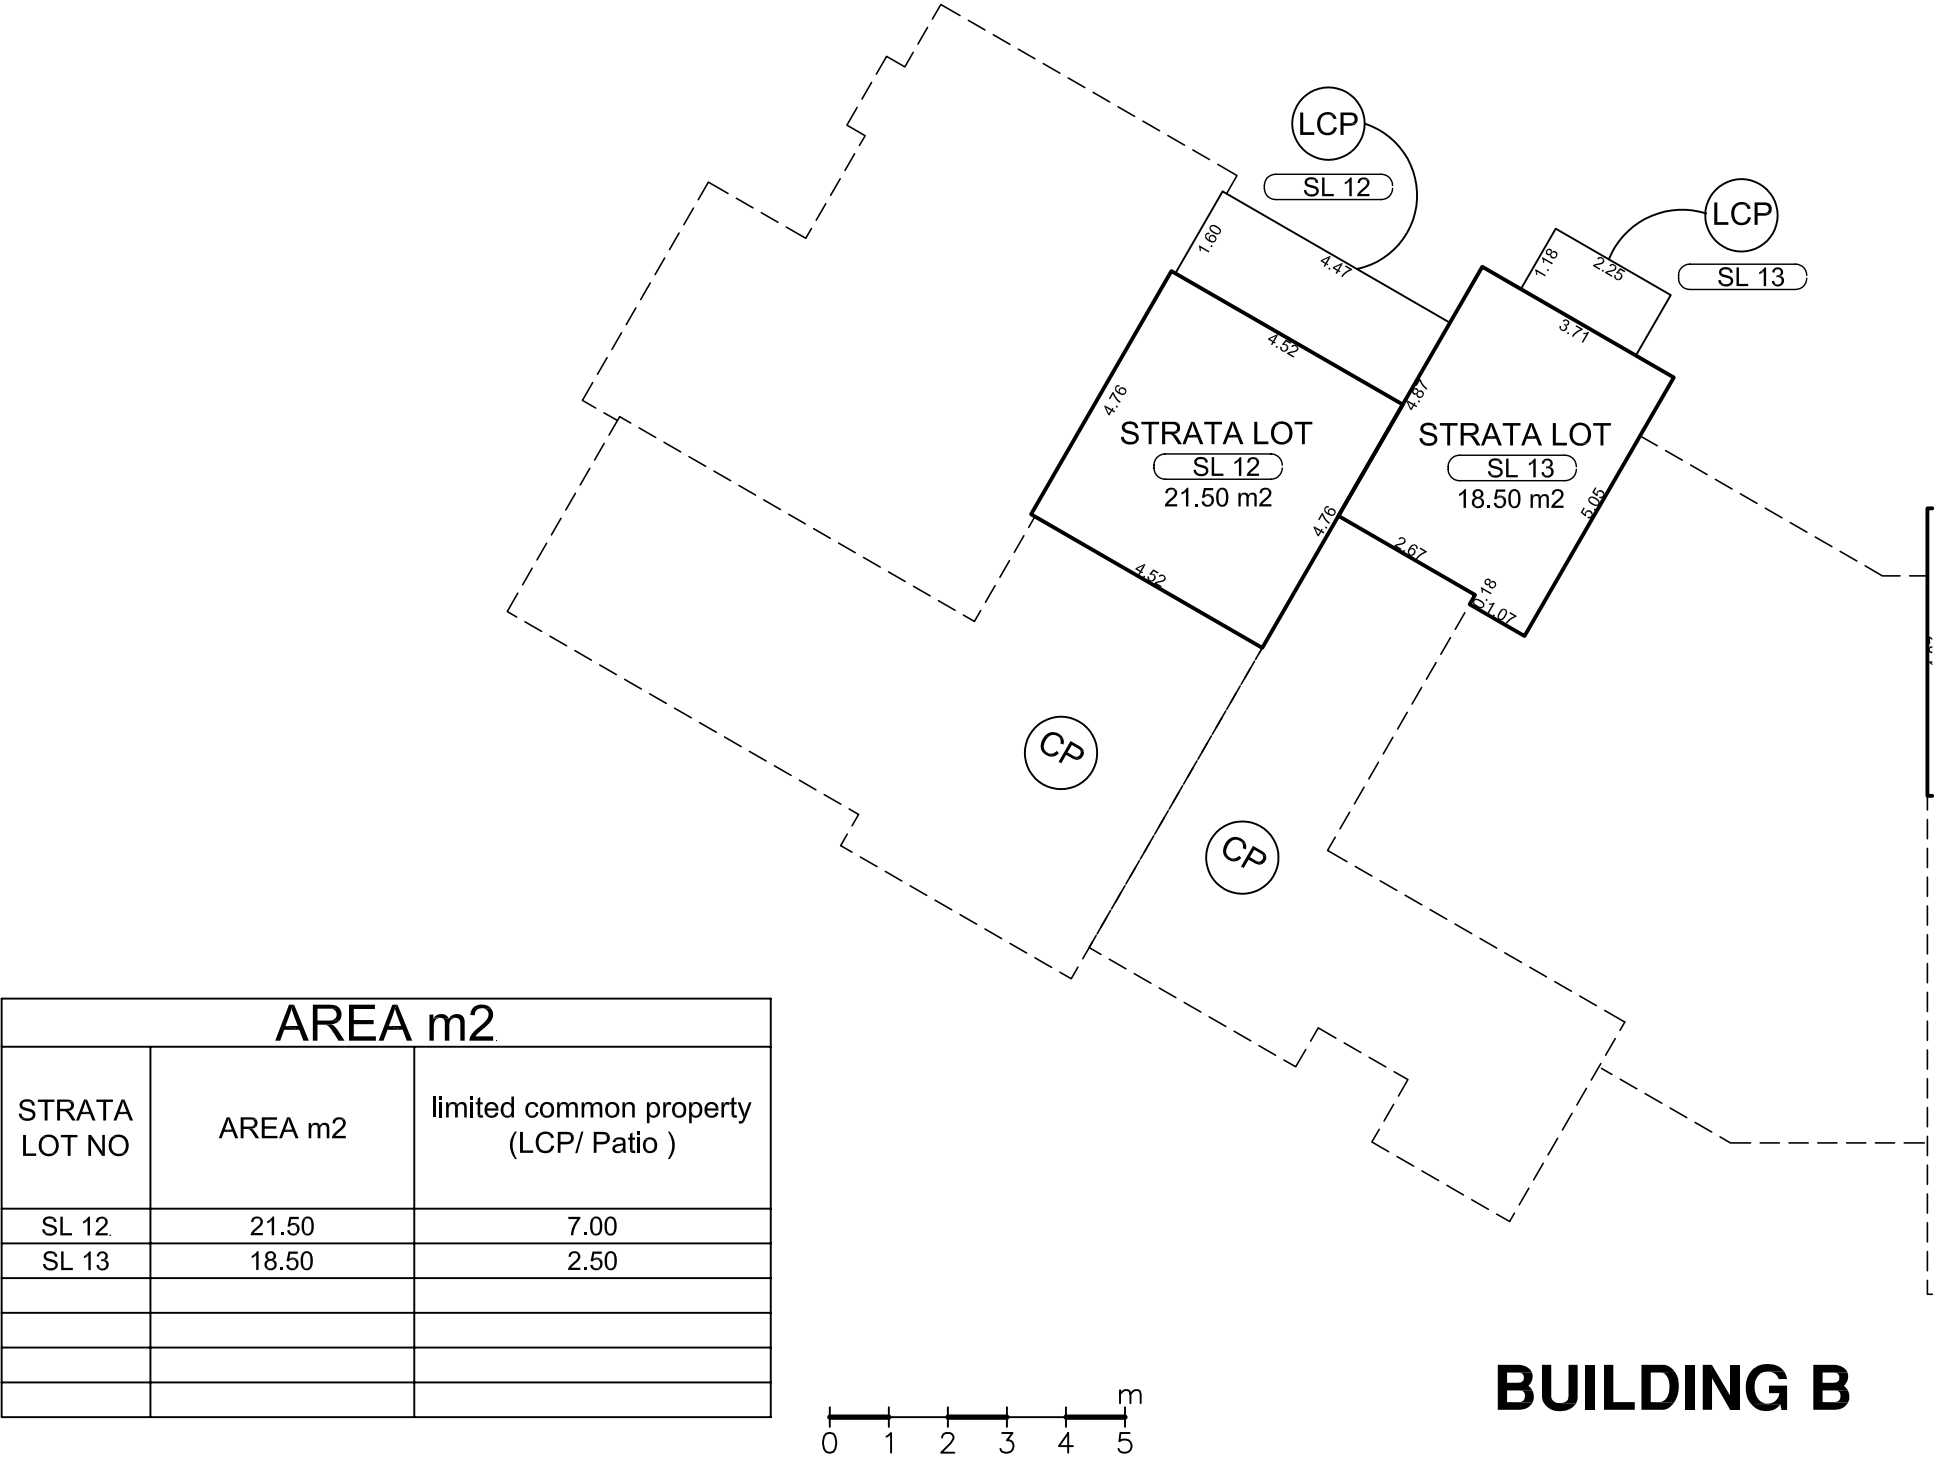 LCP
SL 12
LCP
SL 13
1.60
4.47
1.18
2.25
3.71
4.52
4.76
4.87
STRATA LOT
SL 12
21.50 m2
STRATA LOT
SL 13
18.50 m2
5.05
4.76
2.67
4.52
0.18
1.07
CP
CP
AREA m2
STRATA
LOT NO
AREA m2
limited common property
(LCP/ Patio )
SL 12 21.50 7.00
SL 13 18.50 2.50
m
0 1 2 3 4 5
BUILDING B